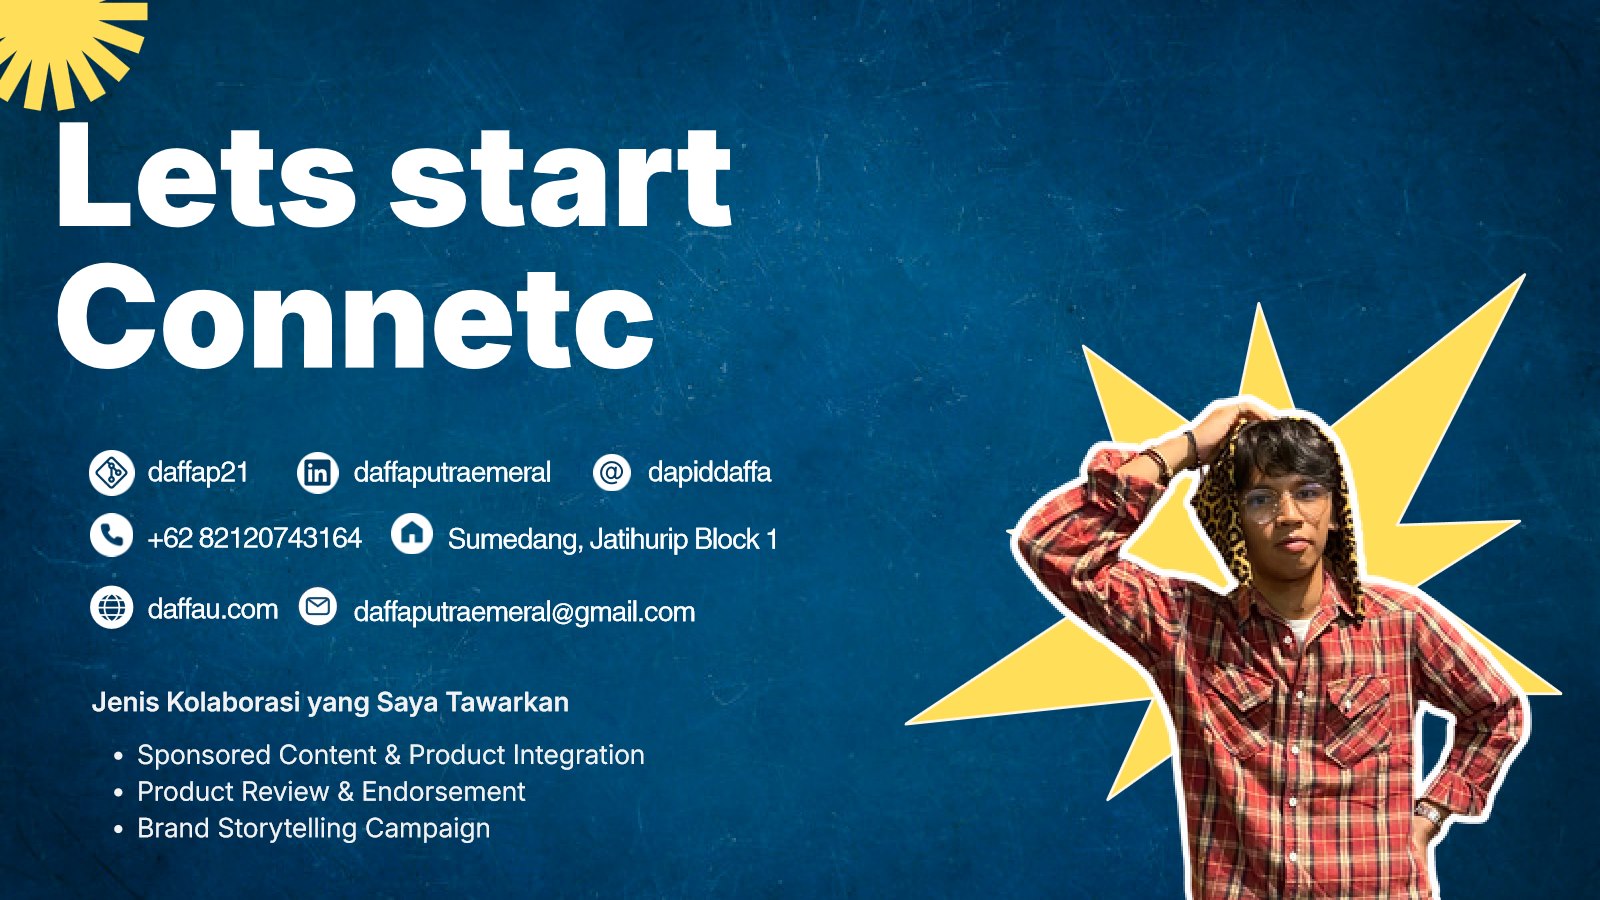 Lets start
Connetc
daffap21 daffaputraemeral dapiddaffa
+62 82120743164 Sumedang, Jatihurip Block 1
daffau.com daffaputraemeral@gmail.com
Jenis Kolaborasi yang Saya Tawarkan
• Sponsored Content & Product Integration
• Product Review & Endorsement
• Brand Storytelling Campaign